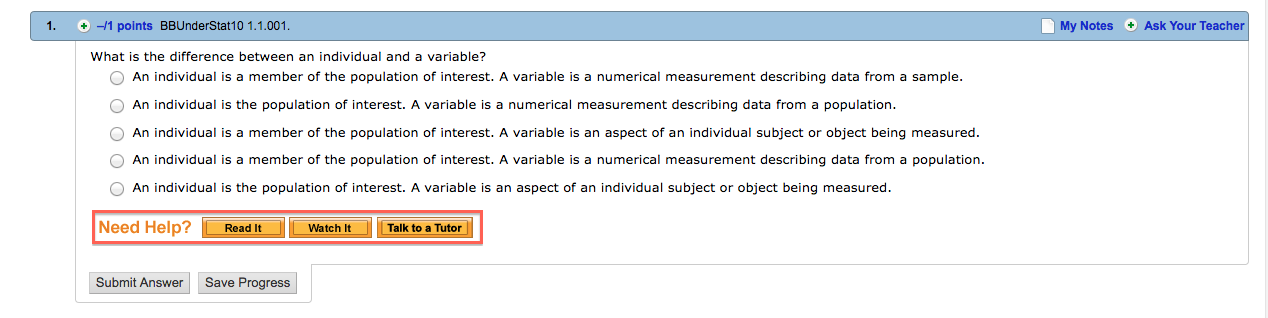 1. –/1 points BBUnderStat10 1.1.001. My Notes Ask Your Teacher
What is the difference between an individual and a variable?
An individual is a member of the population of interest. A variable is a numerical measurement describing data from a sample.
An individual is the population of interest. A variable is a numerical measurement describing data from a population.
An individual is a member of the population of interest. A variable is an aspect of an individual subject or object being measured.
An individual is a member of the population of interest. A variable is a numerical measurement describing data from a population.
An individual is the population of interest. A variable is an aspect of an individual subject or object being measured.
Need Help? Read It Watch It Talk to a Tutor
Submit Answer Save Progress